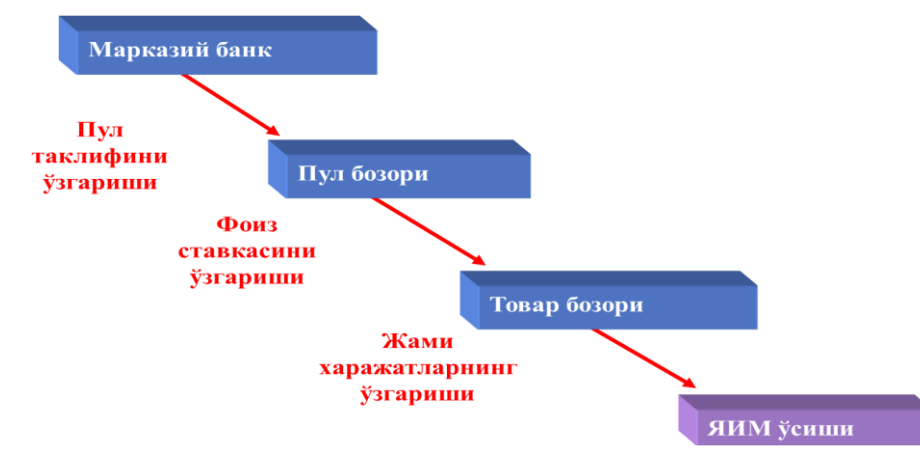 Марказий банк
Пул
таклифини
ўзгариши
Пул бозори
Фоиз
ставкасини
ўзгариши
Товар бозори
Жами
харажатларнинг
ўзгариши
ЯИМ ўсиши